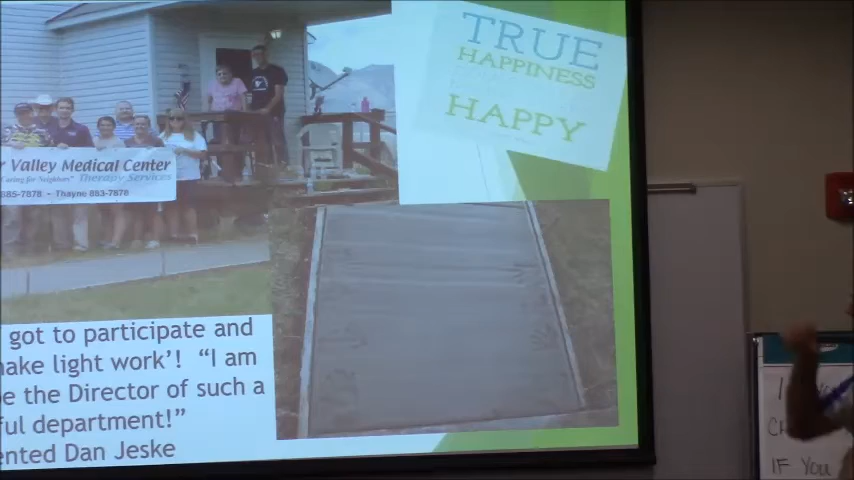 TRUE
HAPPINESS
HAPPY
r Valley Medical Center
Caring for Neighbors" Therapy Services
885-7878 - Thayne 883-7878
got to participate and
ake light work'! "I am
e the Director of such a
ful department!"
ented Dan Jeske
IF YOU